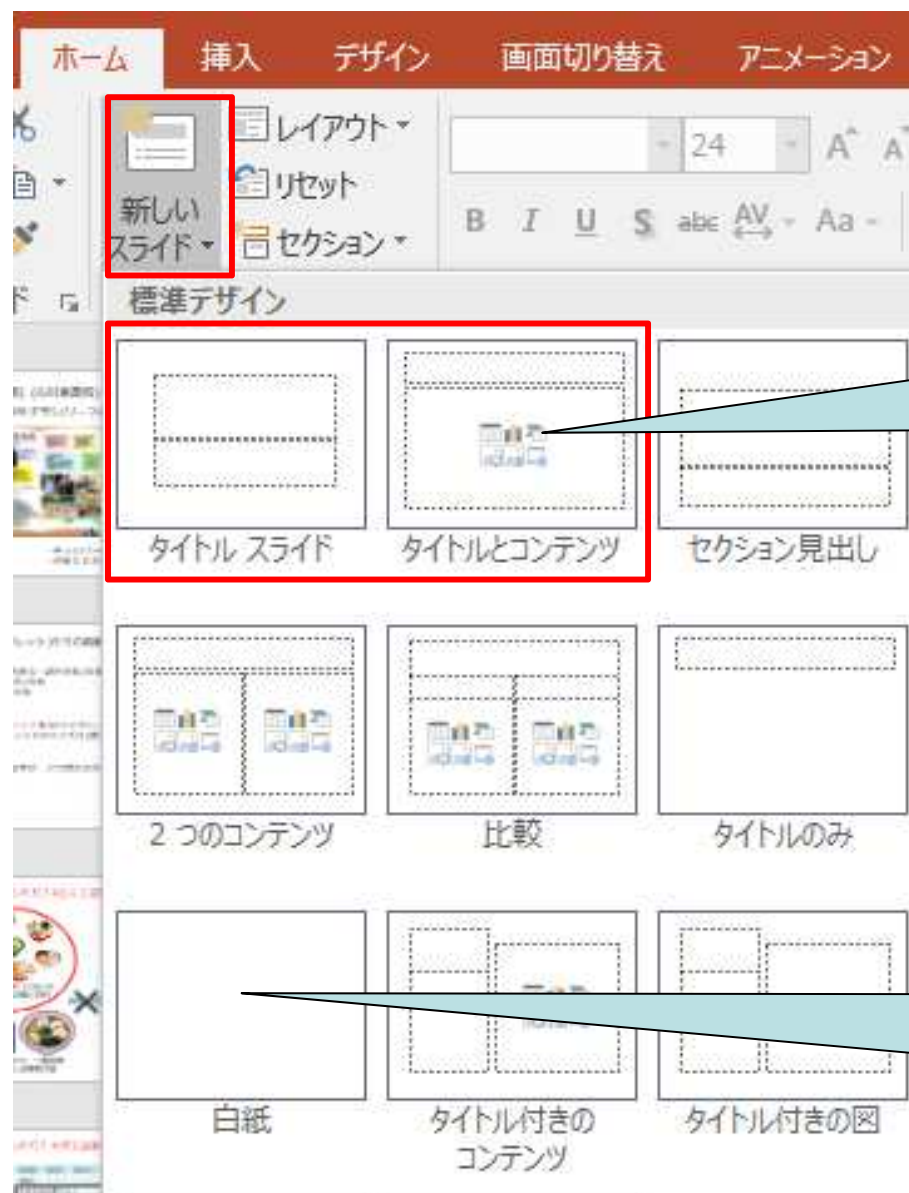 ホーム 挿入 デザイン 画面切り替え アニメーション
レイアウト
24 A A
新しい
スライド
リセット
B I U S abc AV Aa
セクション
ド
標準デザイン
タイトル スライド タイトルとコンテンツ セクション見出し
2 つのコンテンツ 比較 タイトルのみ
白紙 タイトル付きの
コンテンツ タイトル付きの図